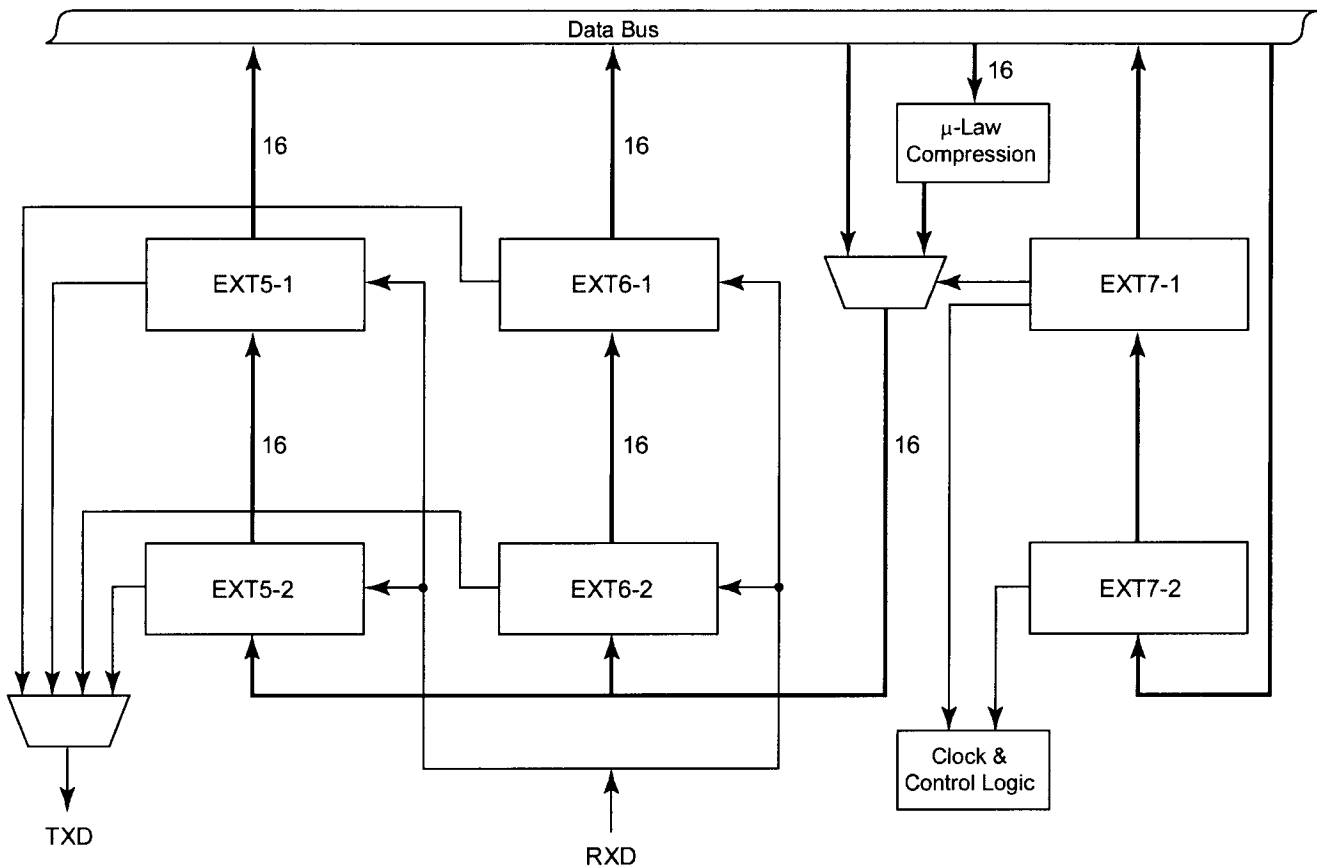 Data Bus
16
μ-Law
Compression
16
16
EXT5-1
EXT6-1
EXT7-1
16
16
16
EXT5-2
EXT6-2
EXT7-2
Clock &
Control Logic
TXD
RXD